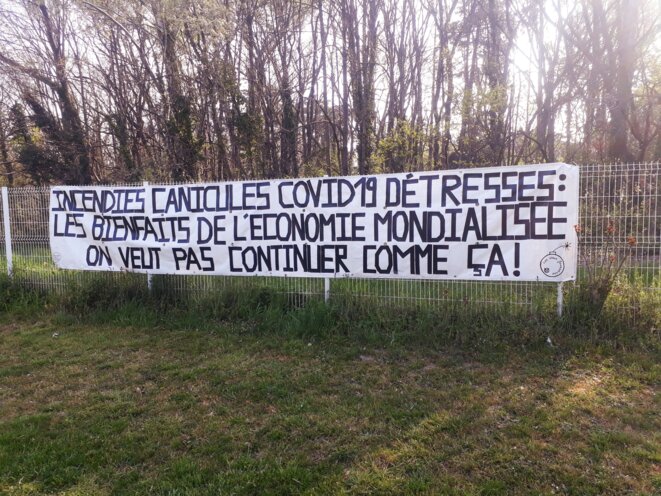 INCENDIES CANICULES COVID19 DÉTRESSES:
LES BIENFAITS DE L'ECONOMIE MONDIALISEE
ON VEUT PAS CONTINUER COMME ÇA!